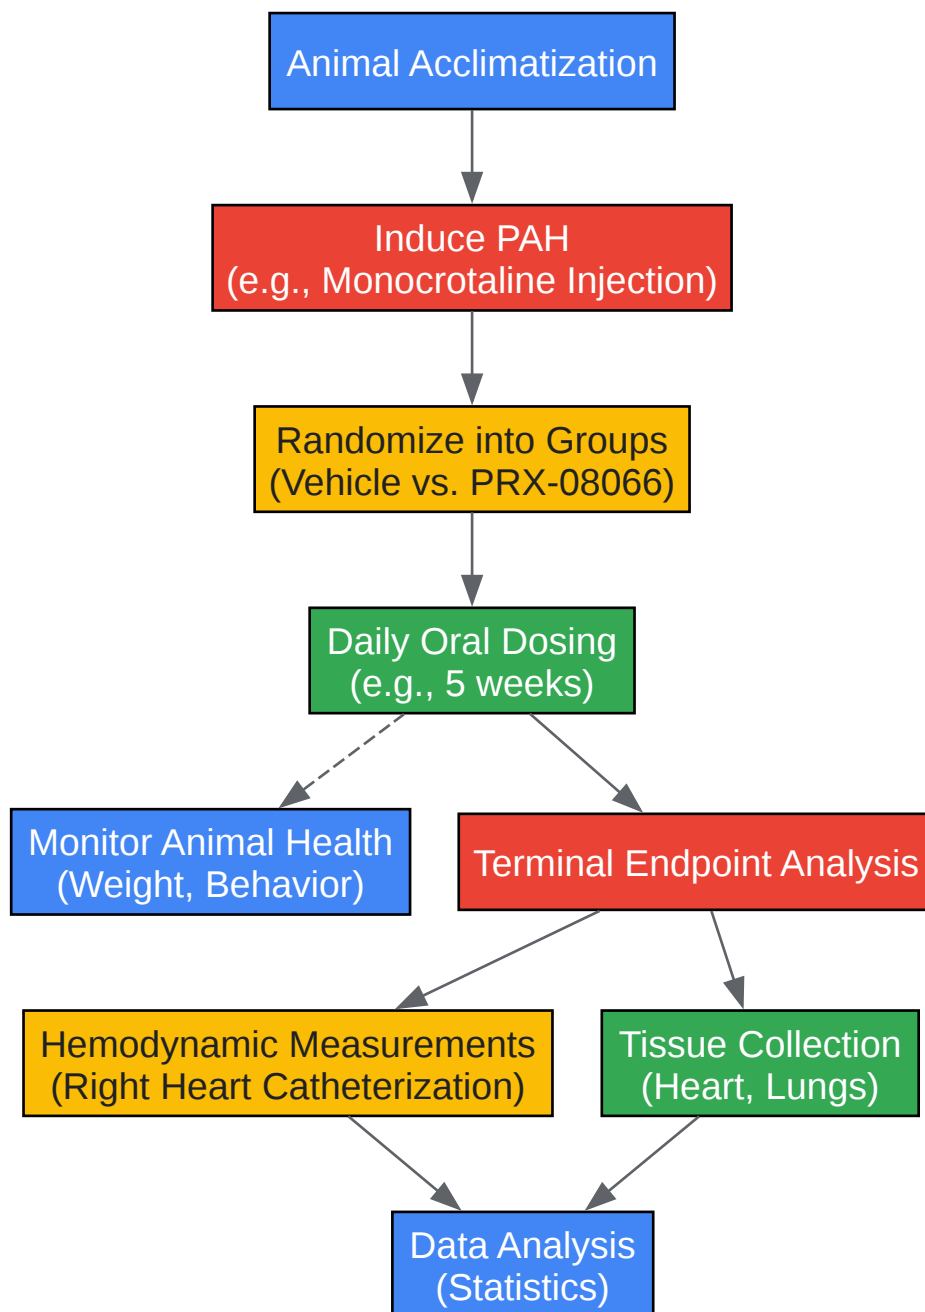 Animal Acclimatization
Induce PAH
(e.g., Monocrotaline Injection)
Randomize into Groups
(Vehicle vs. PRX-08066)
Daily Oral Dosing
(e.g., 5 weeks)
Monitor Animal Health
(Weight, Behavior)
Terminal Endpoint Analysis
Hemodynamic Measurements
(Right Heart Catheterization)
Tissue Collection
(Heart, Lungs)
Data Analysis
(Statistics)